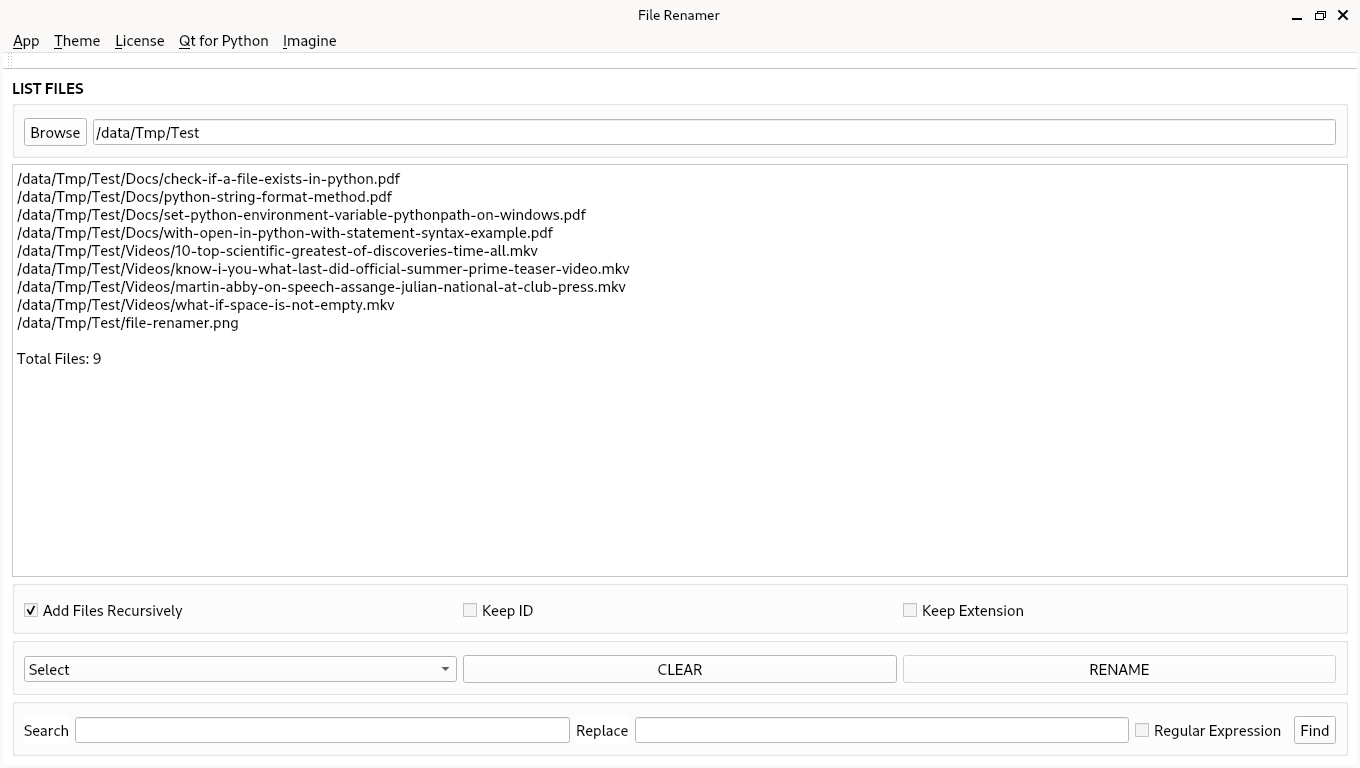 File Renamer
App Theme License Qt for Python Imagine
LIST FILES
Browse /data/Tmp/Test
/data/Tmp/Test/Docs/check-if-a-file-exists-in-python.pdf
/data/Tmp/Test/Docs/python-string-format-method.pdf
/data/Tmp/Test/Docs/set-python-environment-variable-pythonpath-on-windows.pdf
/data/Tmp/Test/Docs/with-open-in-python-with-statement-syntax-example.pdf
/data/Tmp/Test/Videos/10-top-scientific-greatest-of-discoveries-time-all.mkv
/data/Tmp/Test/Videos/know-i-you-what-last-did-official-summer-prime-teaser-video.mkv
/data/Tmp/Test/Videos/martin-abby-on-speech-assange-julian-national-at-club-press.mkv
/data/Tmp/Test/Videos/what-if-space-is-not-empty.mkv
/data/Tmp/Test/file-renamer.png
Total Files: 9
Add Files Recursively Keep ID Keep Extension
Select CLEAR RENAME
Search Replace Regular Expression Find